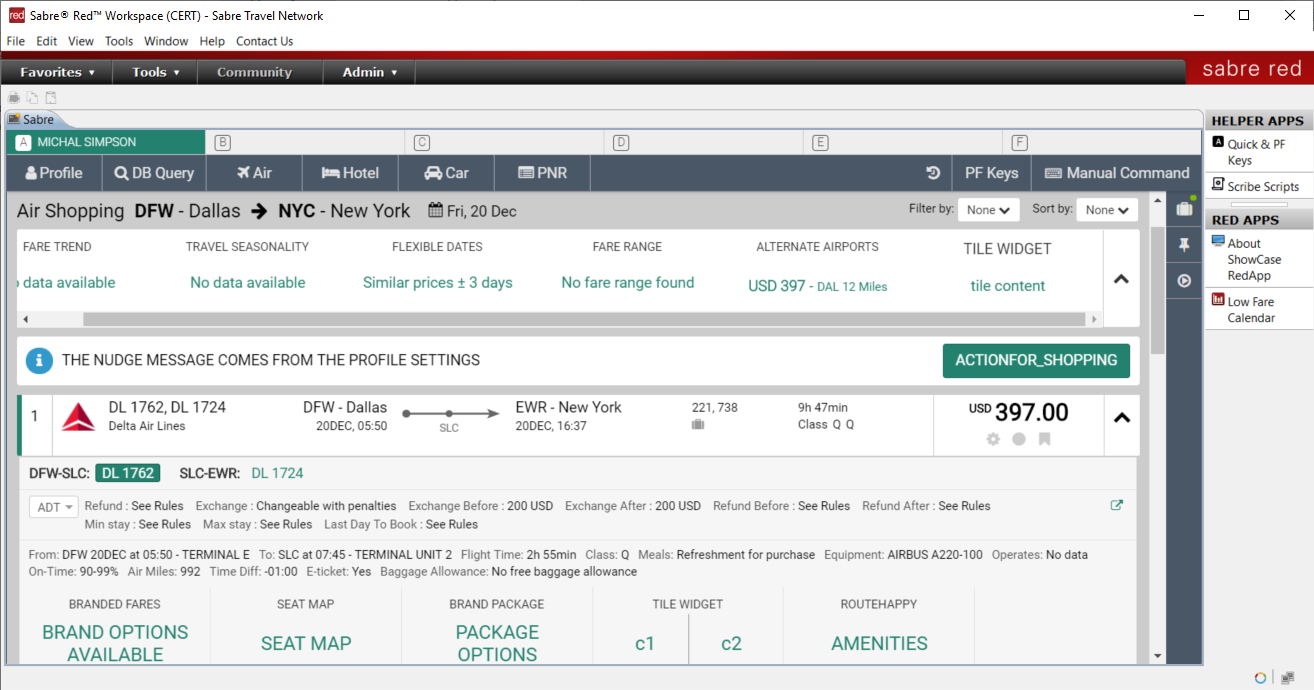 red Sabre® Red™ Workspace (CERT) - Sabre Travel Network
File Edit View Tools Window Help Contact Us
Favorites Tools Community Admin sabre red
Sabre
A MICHAL SIMPSON B C D E F
Profile DB Query Air Hotel Car PNR PF Keys Manual Command
Air Shopping DFW - Dallas NYC - New York Fri, 20 Dec Filter by: None Sort by: None
FARE TREND TRAVEL SEASONALITY FLEXIBLE DATES FARE RANGE ALTERNATE AIRPORTS TILE WIDGET
data available No data available Similar prices ± 3 days No fare range found USD 397 - DAL 12 Miles tile content
THE NUDGE MESSAGE COMES FROM THE PROFILE SETTINGS ACTIONFOR_SHOPPING
1 DL 1762, DL 1724 DFW - Dallas EWR - New York 221, 738 9h 47min USD 397.00
Delta Air Lines 20DEC, 05:50 SLC 20DEC, 16:37 Class Q Q
DFW-SLC: DL 1762 SLC-EWR: DL 1724
ADT Refund : See Rules Exchange : Changeable with penalties Exchange Before : 200 USD Exchange After : 200 USD Refund Before : See Rules Refund After : See Rules
Min stay : See Rules Max stay : See Rules Last Day To Book : See Rules
From: DFW 20DEC at 05:50 - TERMINAL E To: SLC at 07:45 - TERMINAL UNIT 2 Flight Time: 2h 55min Class: Q Meals: Refreshment for purchase Equipment: AIRBUS A220-100 Operates: No data
On-Time: 90-99% Air Miles: 992 Time Diff: -01:00 E-ticket: Yes Baggage Allowance: No free baggage allowance
BRANDED FARES SEAT MAP BRAND PACKAGE TILE WIDGET ROUTEHAPPY
BRAND OPTIONS AVAILABLE SEAT MAP PACKAGE OPTIONS c1 c2 AMENITIES
HELPER APPS
A Quick & PF
Keys
Scribe Scripts
RED APPS
About
ShowCase
RedApp
Low Fare
Calendar